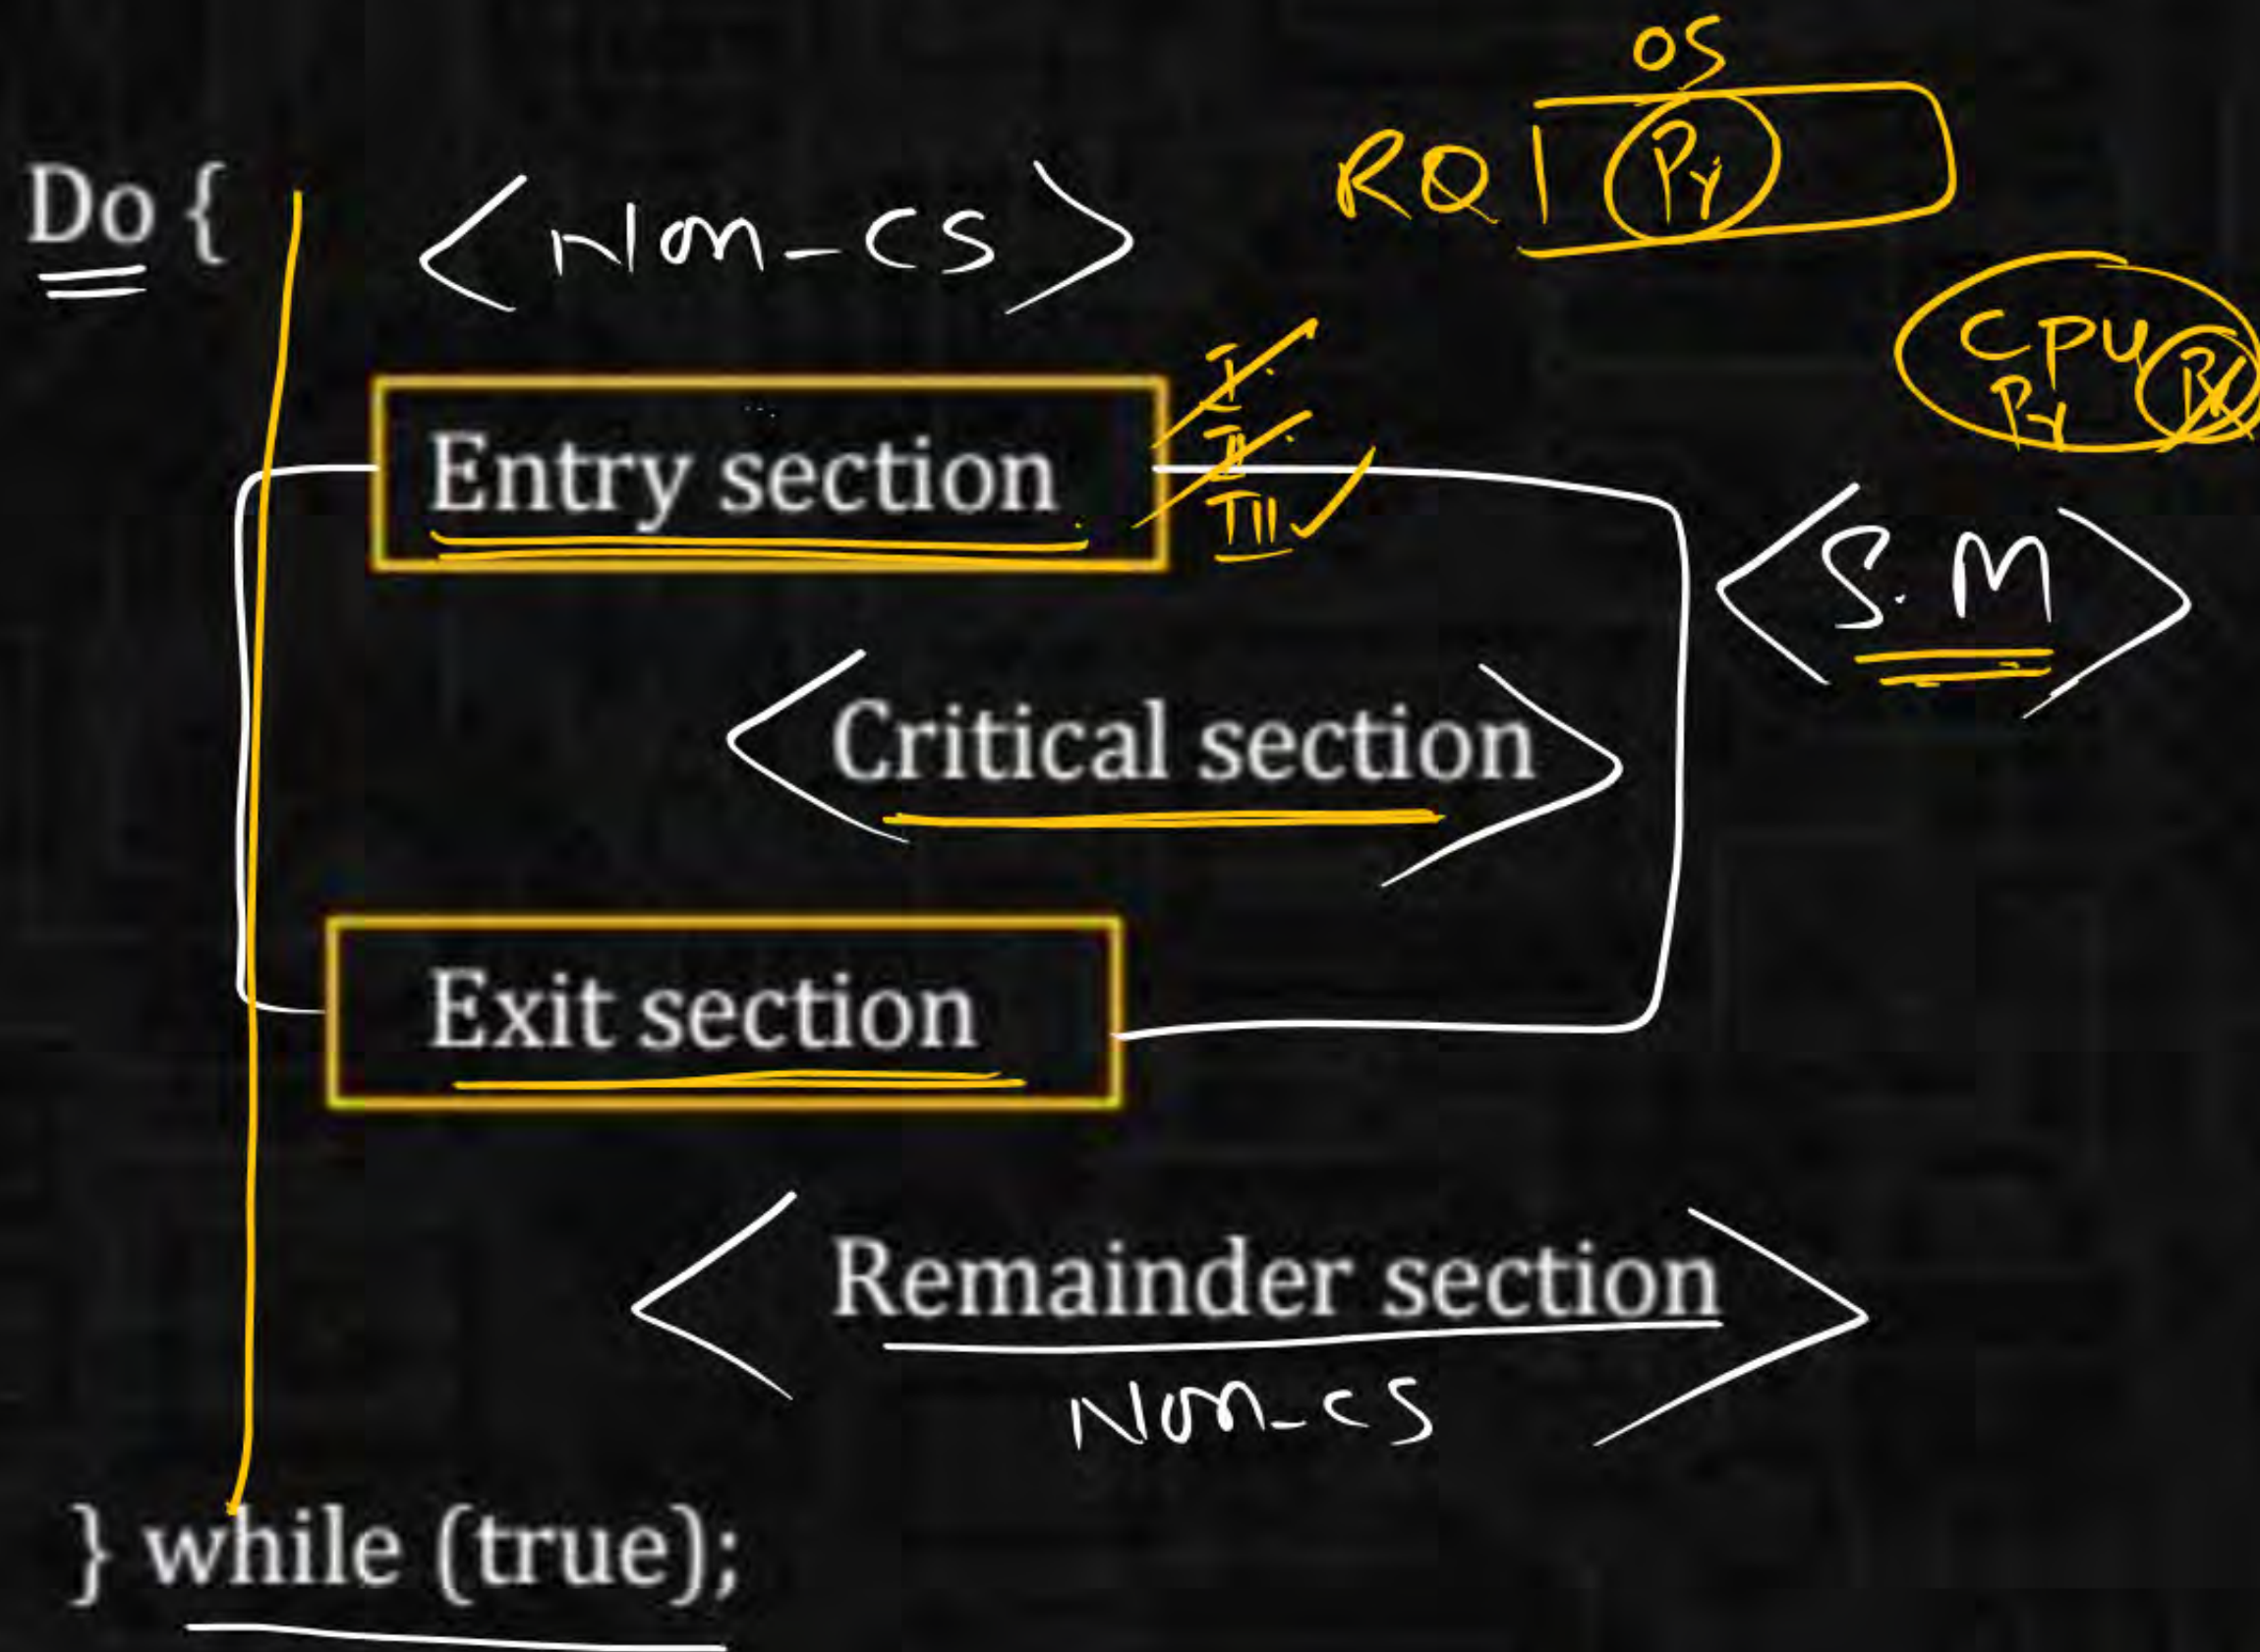 OS
RQ Py
Do {
<Non-CS>
CPU
Py
I.
II.
III
Entry section
<S.M>
<Critical section>
Exit section
<Remainder section>
Non-CS
} while (true);